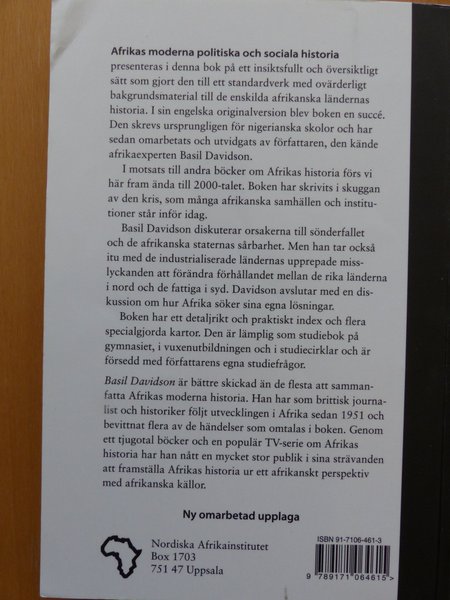 Afrikas moderna politiska och sociala historia
presenteras i denna bok på ett insiktsfullt och översiktligt
sätt som gjort den till ett standardverk med ovärderligt
bakgrundsmaterial till de enskilda afrikanska ländernas
historia. I sin engelska originalversion blev boken en succé.
Den skrevs ursprungligen för nigerianska skolor och har
sedan omarbetats och utvidgats av författaren, den kände
afrikaexperten Basil Davidson.
I motsats till andra böcker om Afrikas historia förs vi
här fram ända till 2000-talet. Boken har skrivits i skuggan
av den kris, som många afrikanska samhällen och institu-
tioner står inför idag.
Basil Davidson diskuterar orsakerna till sönderfallet
och de afrikanska staternas sårbarhet. Men han tar också
itu med de industrialiserade ländernas upprepade miss-
lyckanden att förändra förhållandet mellan de rika länderna
i nord och de fattiga i syd. Davidson avslutar med en dis-
kussion om hur Afrika söker sina egna lösningar.
Boken har ett detaljrikt och praktiskt index och flera
specialgjorda kartor. Den är lämplig som studiebok på
gymnasiet, i vuxenutbildningen och i studiecirklar och är
försedd med författarens egna studiefrågor.
Basil Davidson är bättre skickad än de flesta att samman-
fatta Afrikas moderna historia. Han har som brittisk journa-
list och historiker följt utvecklingen i Afrika sedan 1951 och
bevittnat flera av de händelser som omtalas i boken. Genom
ett tjugotal böcker och en populär TV-serie om Afrikas
historia har han nått en mycket stor publik i sina strävanden
att framställa Afrikas historia ur ett afrikanskt perspektiv
med afrikanska källor.
Ny omarbetad upplaga
Nordiska Afrikainstitutet
Box 1703
751 47 Uppsala
ISBN 91-7106-461-3
9 789171 064615 >